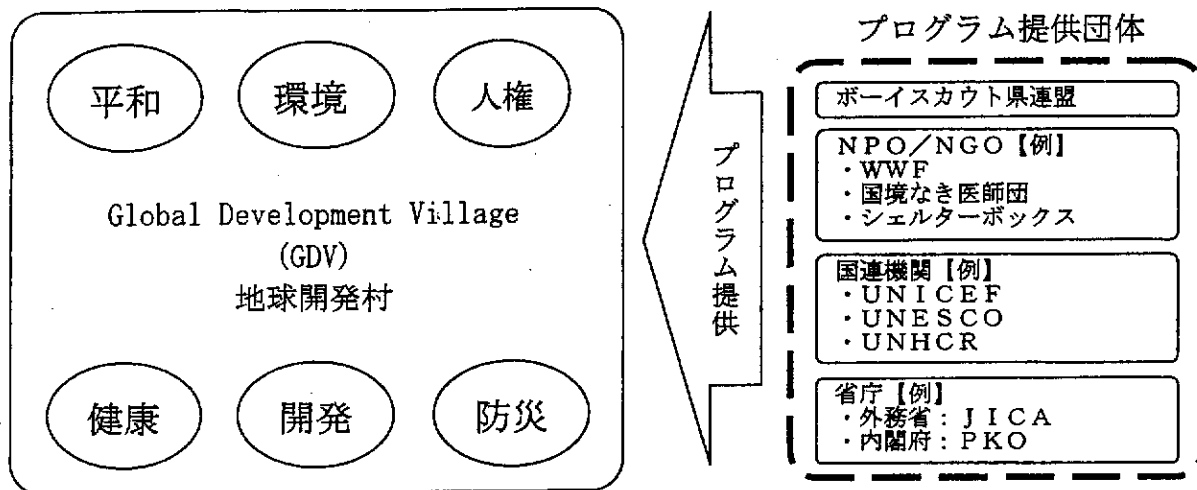 平和
環境
人権
Global Development Village
(GDV)
地球開発村
健康
開発
防災
プログラム提供
プログラム提供団体
ボーイスカウト県連盟
NPO/NGO【例】
・WWF
・国境なき医師団
・シェルターボックス
国連機関【例】
・UNICEF
・UNESCO
・UNHCR
省庁【例】
・外務省：JICA
・内閣府：PKO